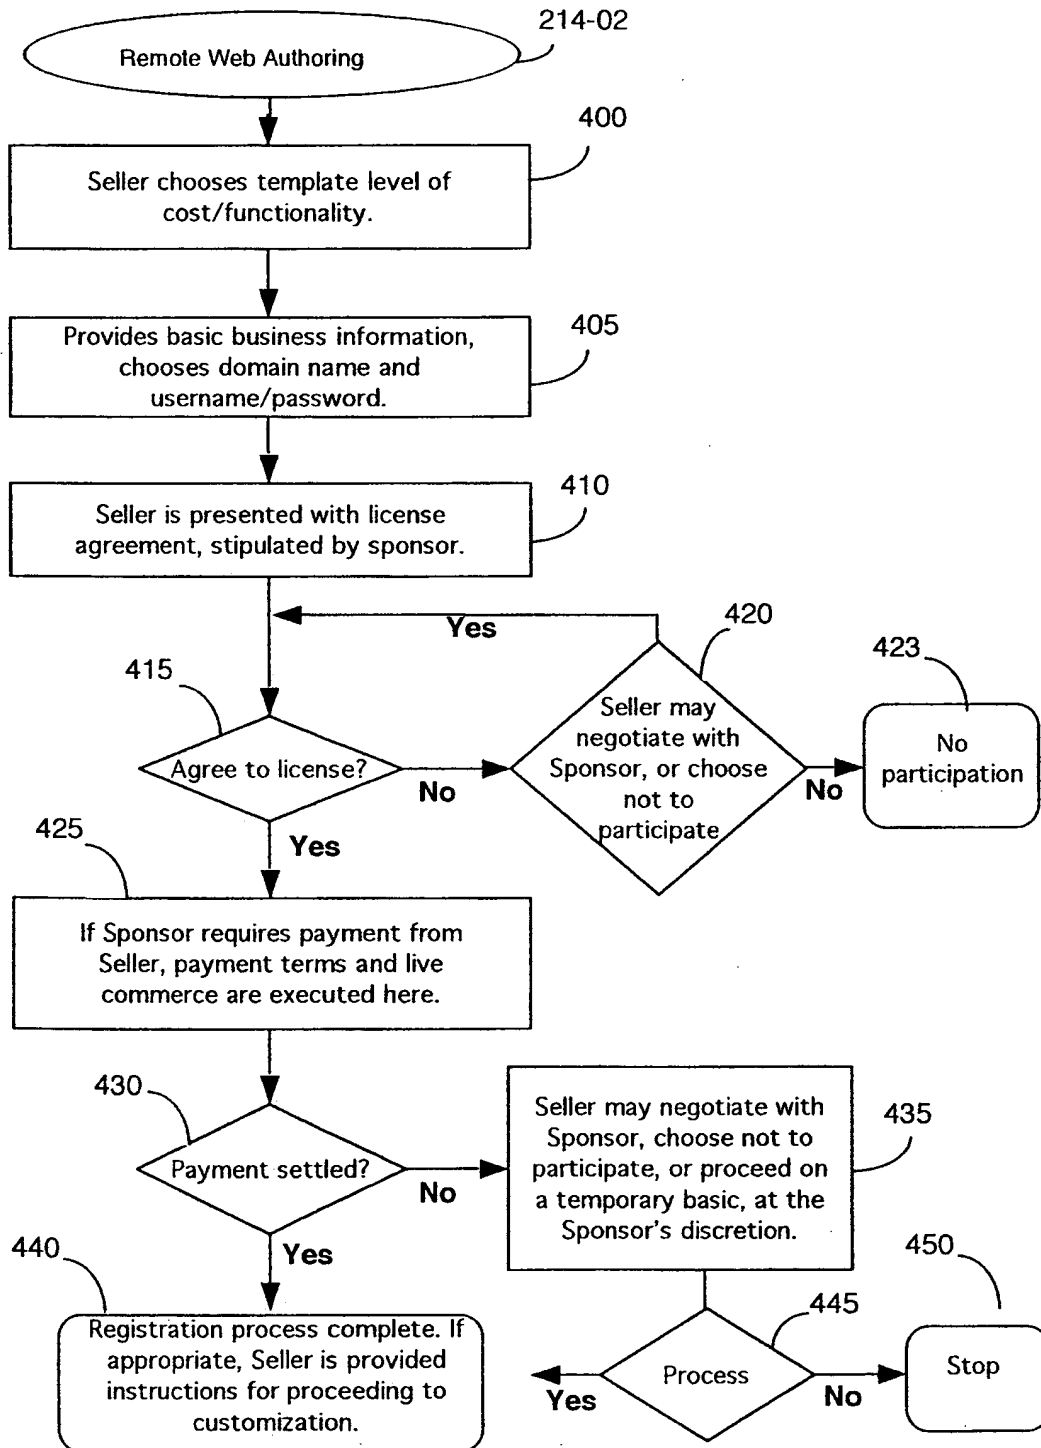 214-02
Remote Web Authoring
400
Seller chooses template level of
cost/functionality.
405
Provides basic business information,
chooses domain name and
username/password.
410
Seller is presented with license
agreement, stipulated by sponsor.
Yes
420
415
423
Agree to license?
No
Seller may
negotiate with
Sponsor, or choose
not to
participate
No
No
participation
Yes
425
If Sponsor requires payment from
Seller, payment terms and live
commerce are executed here.
430
Payment settled?
No
435
Seller may negotiate with
Sponsor, choose not to
participate, or proceed on
a temporary basic, at the
Sponsor's discretion.
Yes
440
Registration process complete. If
appropriate, Seller is provided
instructions for proceeding to
customization.
445
Process
Yes
No
450
Stop